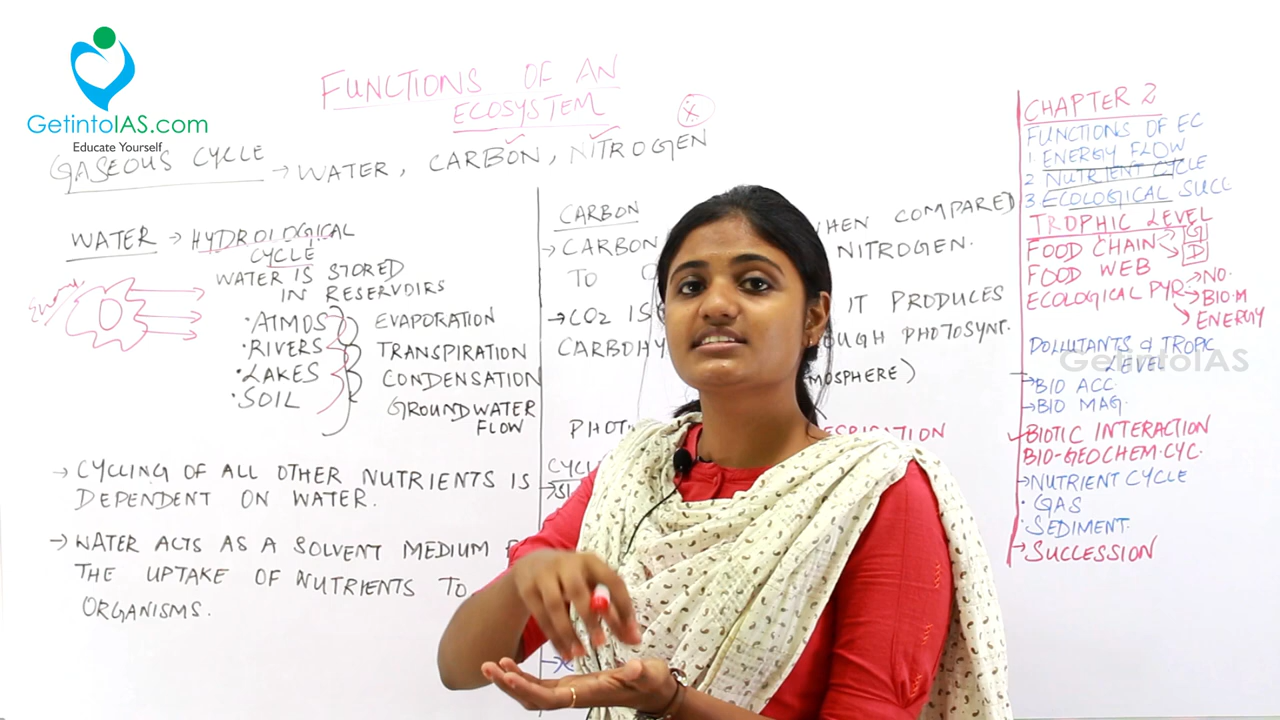 GetintoIAS.com
Educate Yourself
FUNCTIONS OF AN
ECOSYSTEM
GASEOUS CYCLE → WATER, CARBON, NITROGEN
WATER → HYDROLOGICAL
CYCLE
WATER IS STORED
IN RESERVOIRS
• ATMOS
• RIVERS
• LAKES
• SOIL
EVAPORATION
TRANSPIRATION
CONDENSATION
GROUNDWATER
FLOW
→ CYCLING OF ALL OTHER NUTRIENTS IS
DEPENDENT ON WATER.
→ WATER ACTS AS A SOLVENT MEDIUM
THE UPTAKE OF NUTRIENTS TO
ORGANISMS.
CARBON
→ CARBON WHEN COMPARED
TO NITROGEN.
→ CO2 IS IT PRODUCES
CARBOHY OUGH PHOTOSYNT.
MOSPHERE)
PHOT ESPIRATION
CYCL
CHAPTER 2
FUNCTIONS OF EC
1. ENERGY FLOW
2 NUTRIENT CYCLE
3. ECOLOGICAL SUCC
TROPHIC LEVEL
FOOD CHAIN G
D
FOOD WEB
ECOLOGICAL PYR → NO.
→ BIO.M
→ ENERGY
POLLUTANTS & TROPIC
LEVEL
GetintoIAS
→ BIO ACC.
→ BIO MAG.
BIOTIC INTERACTION
BIO-GEOCHEM.CYC.
→ NUTRIENT CYCLE
• GAS
• SEDIMENT.
→ SUCCESSION